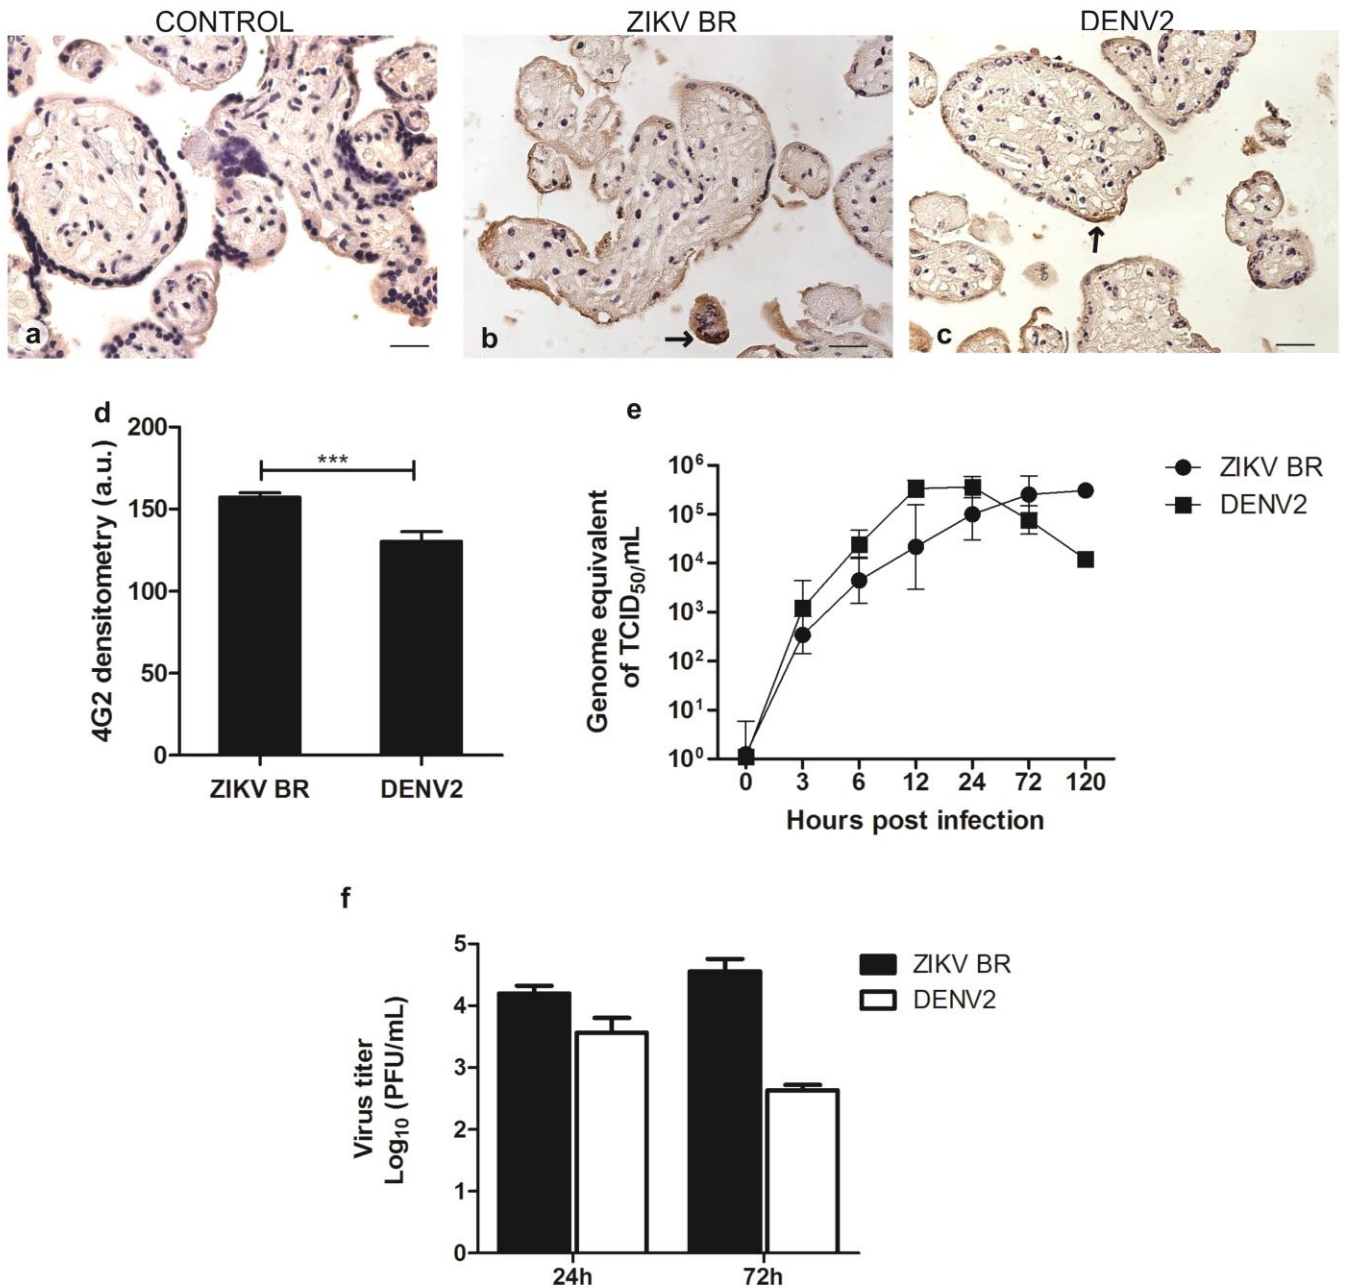 CONTROL
ZIKV BR
DENV2
a
b
c
d
200
150
100
50
0
4G2 densitometry (a.u.)
***
ZIKV BR
DENV2
e
10⁶
10⁵
10⁴
10³
10²
10¹
10⁰
Genome equivalent
of TCID₅₀/mL
0 3 6 12 24 72 120
Hours post infection
ZIKV BR
DENV2
f
5
4
3
2
1
0
Virus titer
Log₁₀ (PFU/mL)
24h 72h
ZIKV BR
DENV2